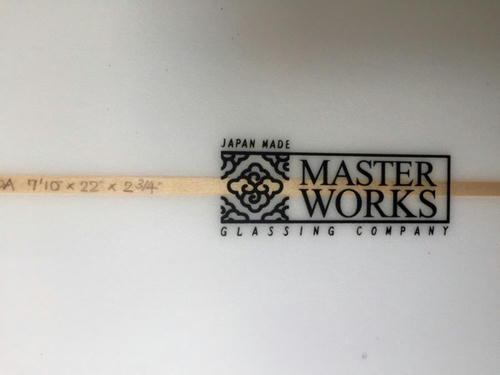 JAPAN MADE
MASTER
WORKS
GLASSING COMPANY
7'10" x 22" x 2 3/4"